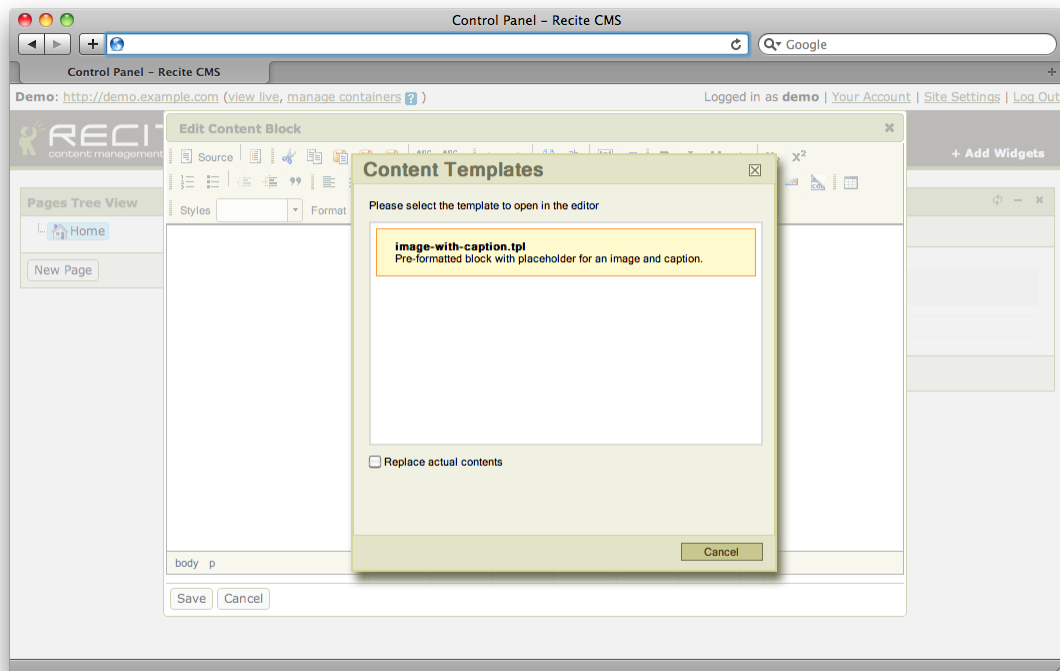 Control Panel – Recite CMS
Google
Control Panel – Recite CMS
Demo: http://demo.example.com (view live, manage containers ? )
Logged in as demo | Your Account | Site Settings | Log Out
RECIT
content management
+ Add Widgets
Edit Content Block
Source
Styles
Format
Pages Tree View
Home
New Page
Content Templates
Please select the template to open in the editor
image-with-caption.tpl
Pre-formatted block with placeholder for an image and caption.
Replace actual contents
Cancel
body p
Save Cancel